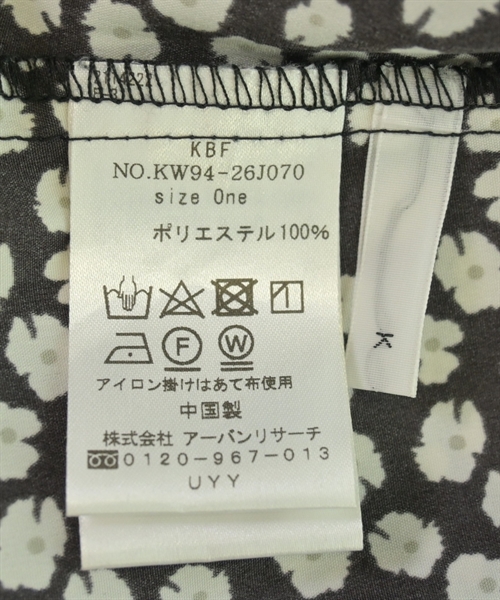 KBF
NO.KW94-26J070
size One
ポリエステル100%
F
W
アイロン掛けはあて布使用
中国製
株式会社 アーバンリサーチ
0120-967-013
UYY
K